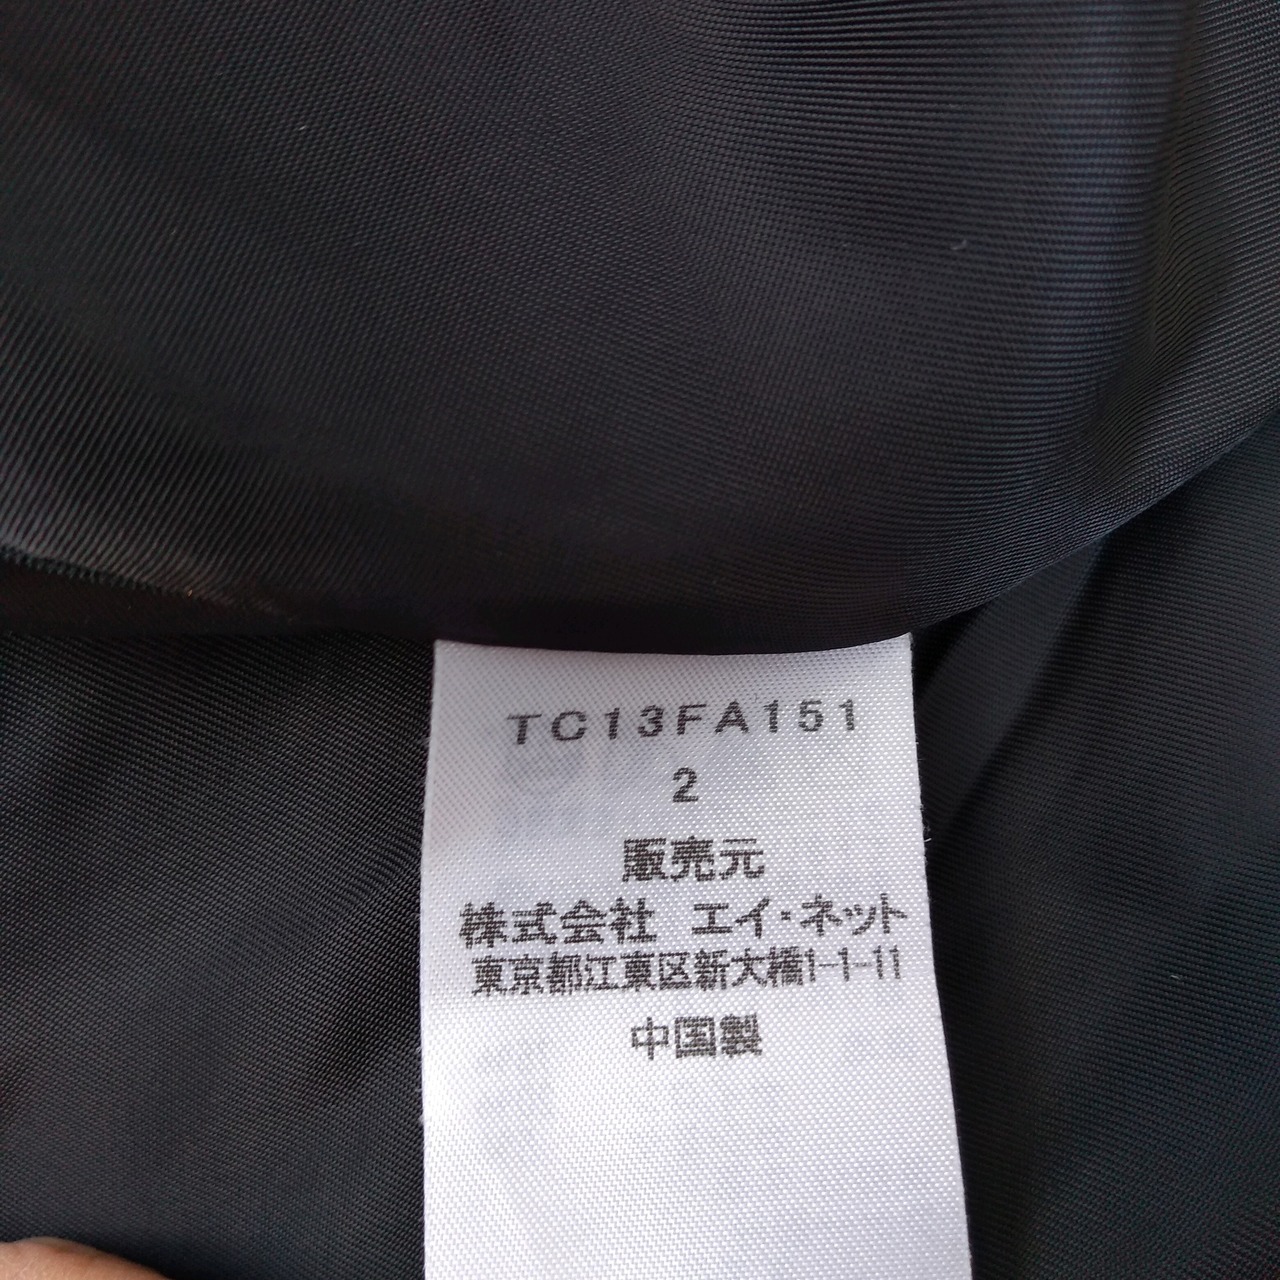 TC13FA151
2
販売元
株式会社 エイ・ネット
東京都江東区新大橋1-1-11
中国製